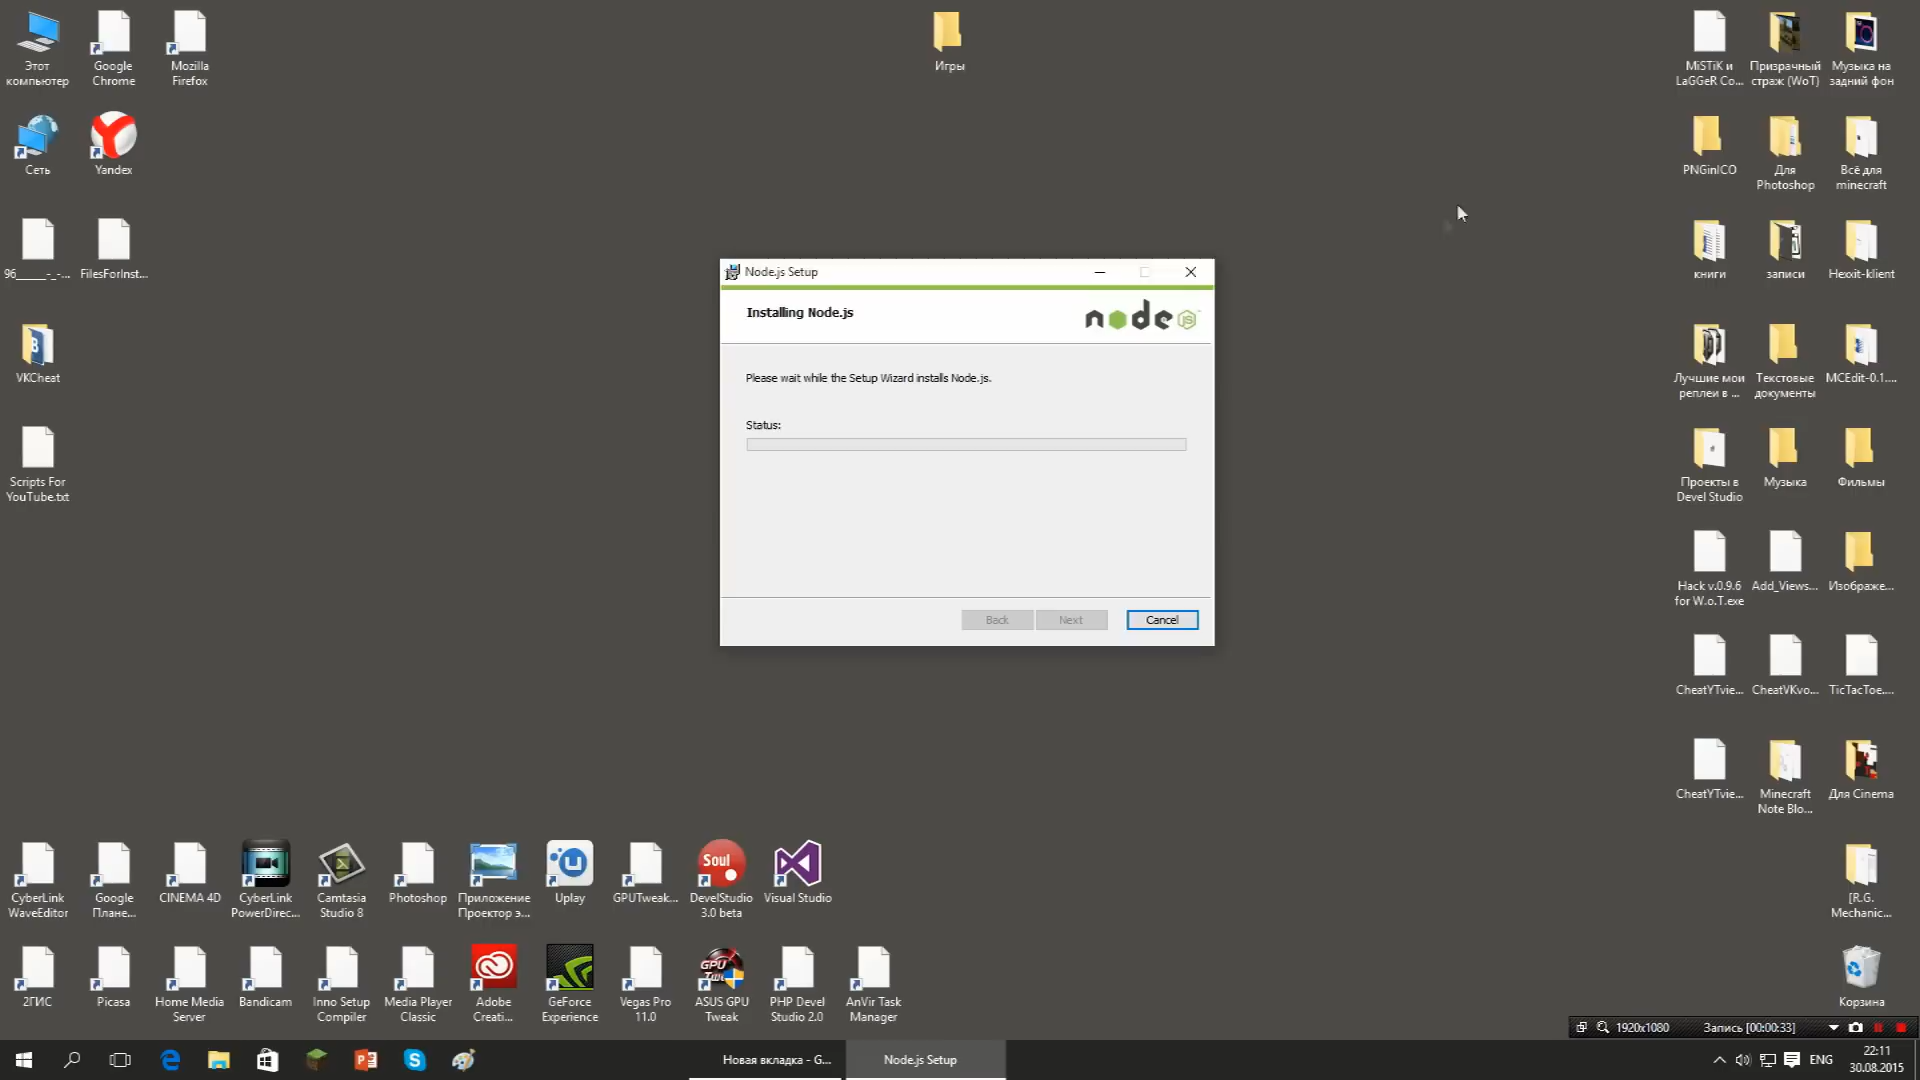 Этот
компьютер
Google
Chrome
Mozilla
Firefox
Игры
MiSTiK и
LaGGeR Co...
Призрачный
страж (WoT)
Музыка на
задний фон
Сеть
Yandex
PNGinICO
Для
Photoshop
Всё для
minecraft
96_____-_-...
FilesForInst...
книги
записи
Hexxit-klient
VKCheat
Лучшие мои
реплеи в ...
Текстовые
документы
MCEdit-0.1....
Scripts For
YouTube.txt
Проекты в
Devel Studio
Музыка
Фильмы
Hack v.0.9.6
for W.o.T.exe
Add_Views...
Изображе...
CheatYTvie...
CheatVKvo...
TicTacToe....
CheatYTvie...
Minecraft
Note Blo...
Для Cinema
[R.G.
Mechanic...
Корзина
Node.js Setup
Installing Node.js
node JS
Please wait while the Setup Wizard installs Node.js.
Status:
Back
Next
Cancel
CyberLink
WaveEditor
Google
Плане...
CINEMA 4D
CyberLink
PowerDirec...
Camtasia
Studio 8
Photoshop
Приложение
Проектор э...
Uplay
GPUTweak...
Soul
DevelStudio
3.0 beta
Visual Studio
2ГИС
Picasa
Home Media
Server
Bandicam
Inno Setup
Compiler
Media Player
Classic
Adobe
Creati...
GeForce
Experience
Vegas Pro
11.0
ASUS GPU
Tweak
PHP Devel
Studio 2.0
AnVir Task
Manager
1920x1080
Запись [00:00:33]
Новая вкладка - G...
Node.js Setup
ENG
22:11
30.08.2015